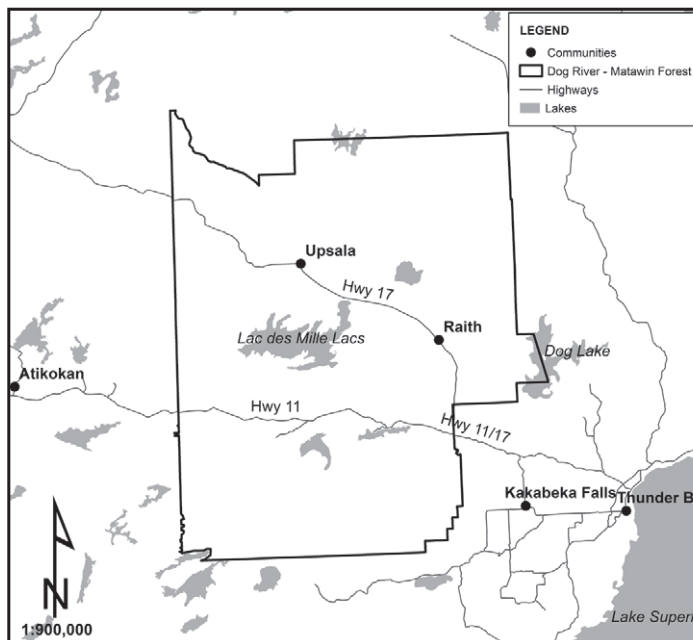 LEGEND
Communities
Dog River - Matawin Forest
Highways
Lakes
Upsala
Hwy 17
Lac des Mille Lacs
Raith
Dog Lake
Atikokan
Hwy 11
Hwy 11/17
Kakabeka Falls
Thunder B
N
1:900,000
Lake Superi